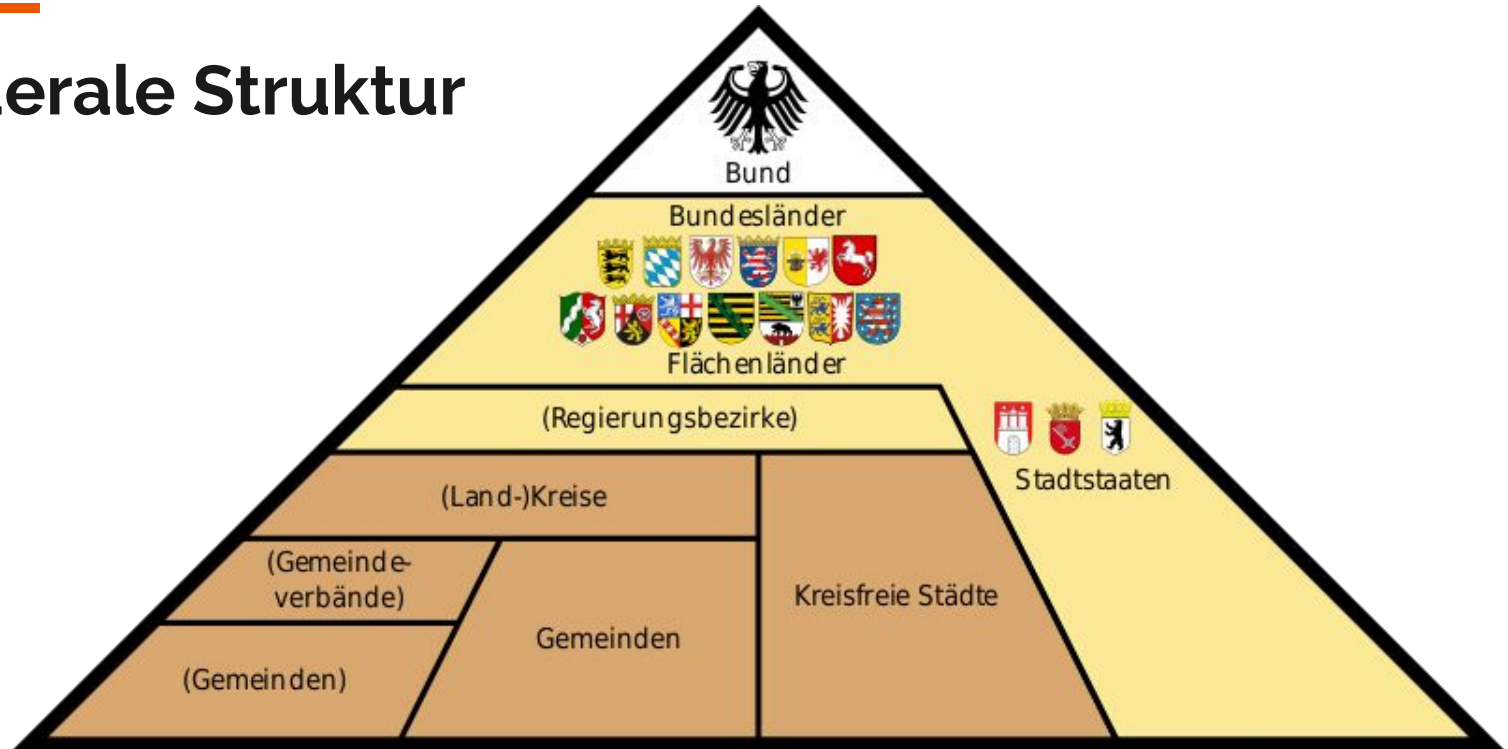 erale Struktur
Bund
Bundesländer
Flächenländer
(Regierungsbezirke)
Stadtstaaten
(Land-)Kreise
(Gemeinde-
verbände)
Kreisfreie Städte
Gemeinden
(Gemeinden)